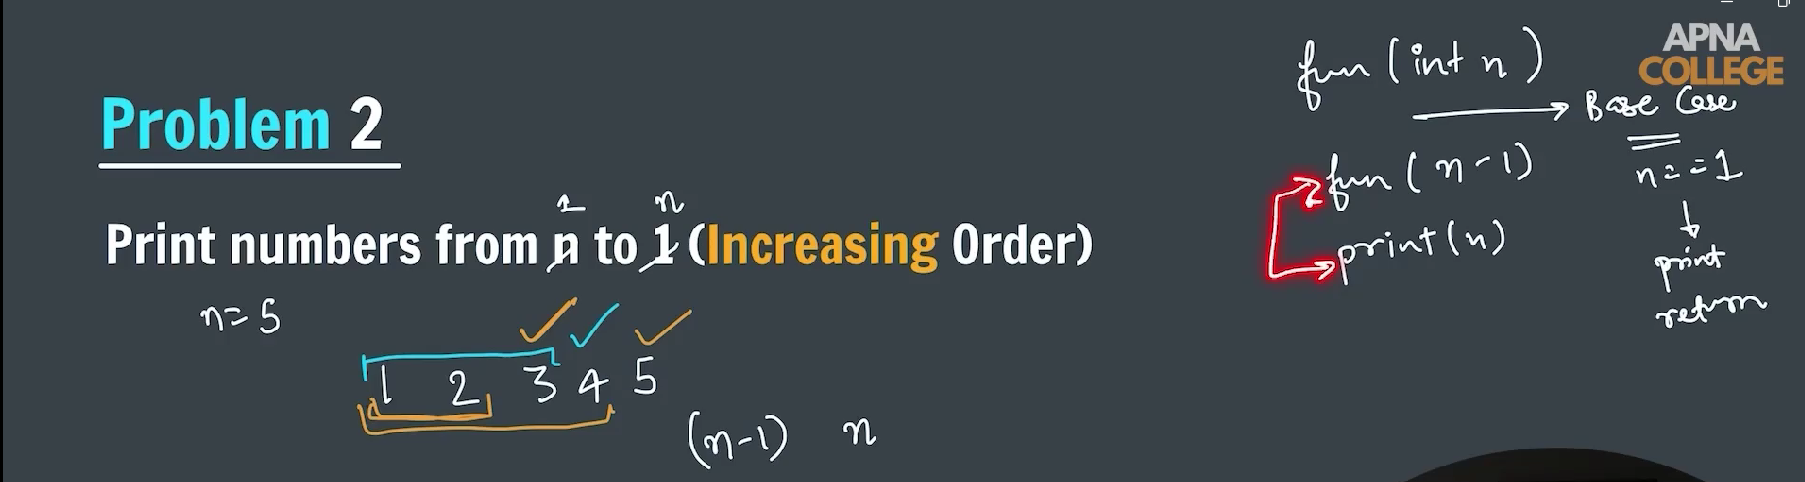 APNA
COLLEGE
Problem 2
1 n
Print numbers from n to 1 (Increasing Order)
n=5
1 2 3 4 5
(n-1) n
fun (int n)
Base Case
fun (n-1)
n==1
print(n)
print
return